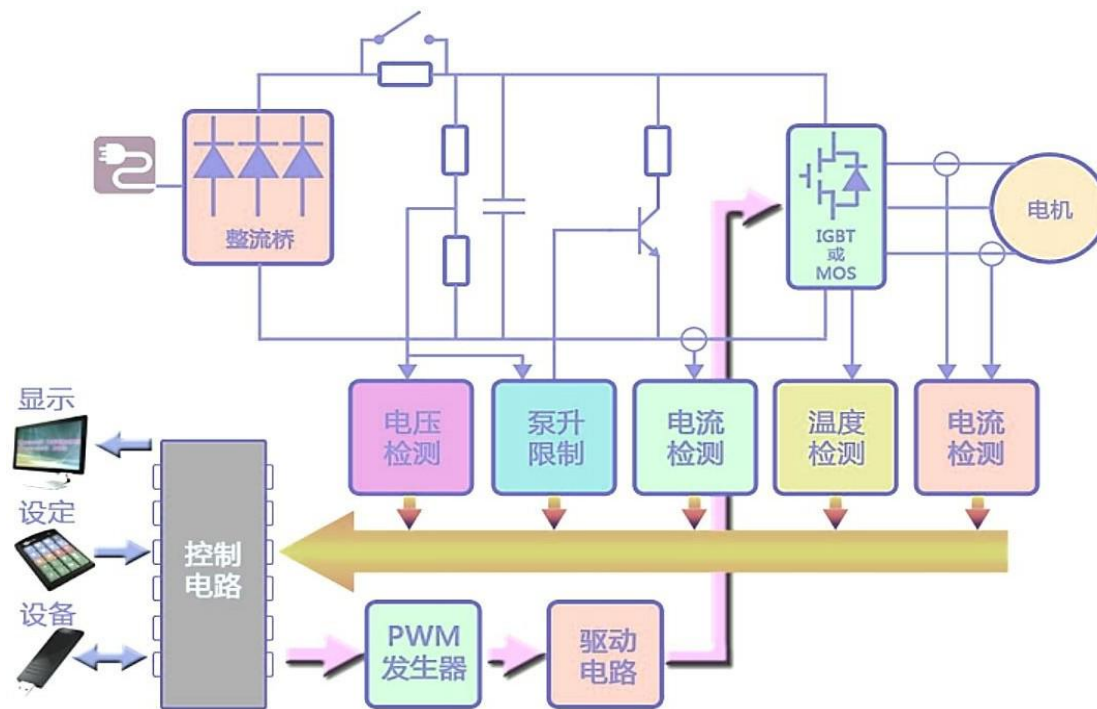 整流桥
IGBT
或
MOS
电机
电压
检测
泵升
限制
电流
检测
温度
检测
电流
检测
显示
设定
设备
控制
电路
PWM
发生器
驱动
电路